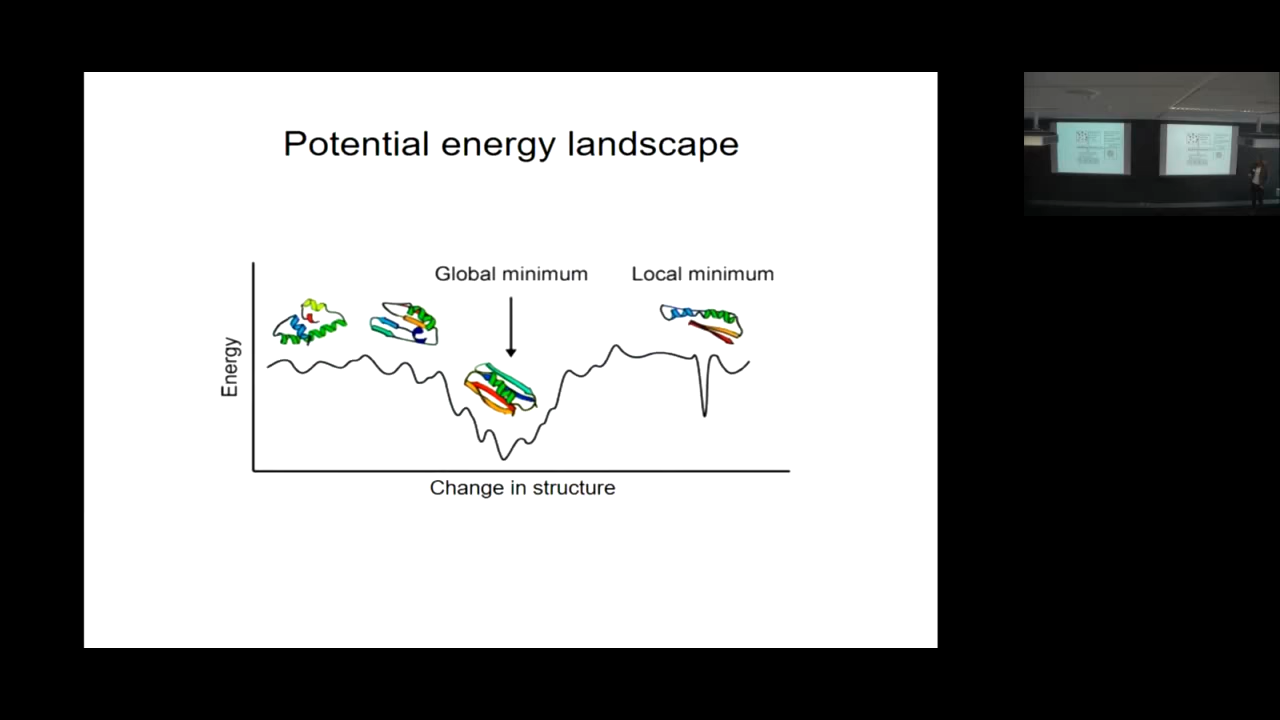 Potential energy landscape
Global minimum
Local minimum
Energy
Change in structure